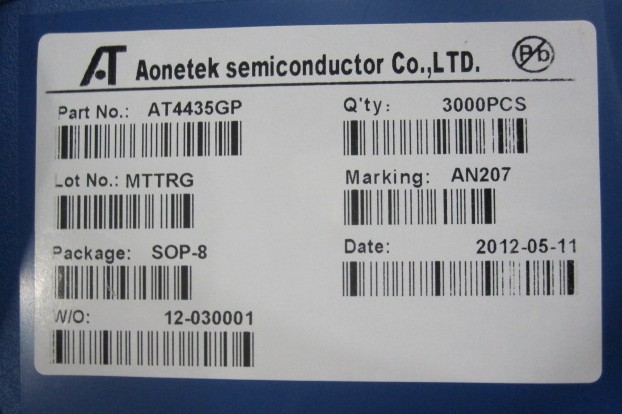 AT Aonetek semiconductor Co.,LTD. Pb
Part No.: AT4435GP
Q'ty: 3000PCS
Lot No.: MTTRG
Marking: AN207
Package: SOP-8
Date: 2012-05-11
W/O: 12-030001